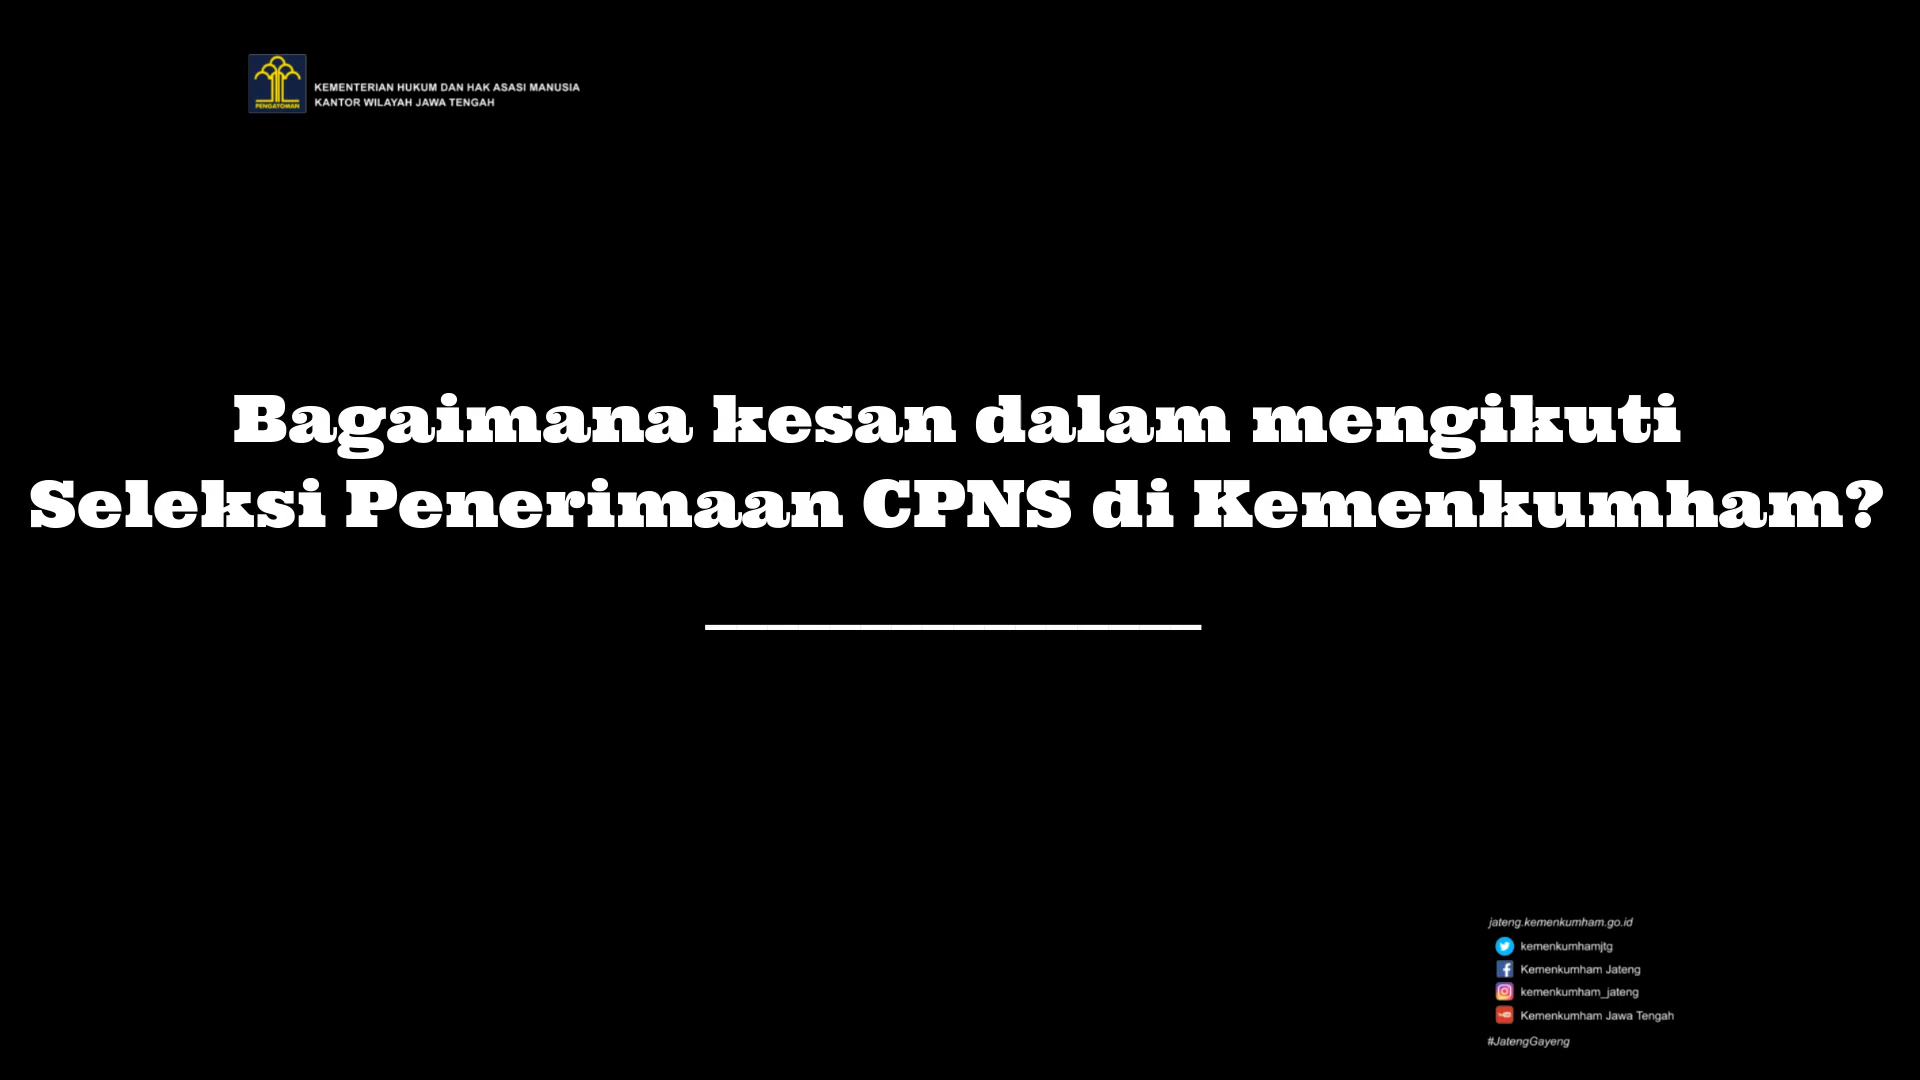 PENGAYOMAN
KEMENTERIAN HUKUM DAN HAK ASASI MANUSIA
KANTOR WILAYAH JAWA TENGAH
Bagaimana kesan dalam mengikuti
Seleksi Penerimaan CPNS di Kemenkumham?
jateng.kemenkumham.go.id
kemenkumhamjtg
Kemenkumham Jateng
kemenkumham_jateng
Kemenkumham Jawa Tengah
#JatengGayeng